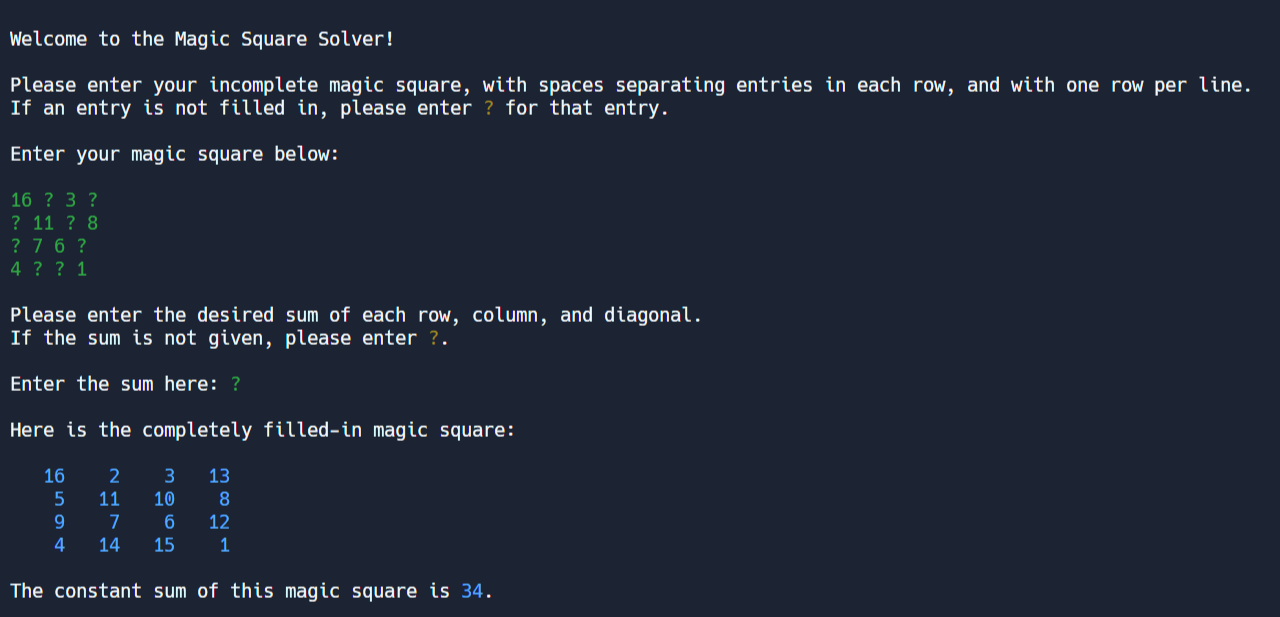 Welcome to the Magic Square Solver!
Please enter your incomplete magic square, with spaces separating entries in each row, and with one row per line.
If an entry is not filled in, please enter ? for that entry.
Enter your magic square below:
16 ? 3 ?
? 11 ? 8
? 7 6 ?
4 ? ? 1
Please enter the desired sum of each row, column, and diagonal.
If the sum is not given, please enter ?.
Enter the sum here: ?
Here is the completely filled-in magic square:
16 2 3 13
5 11 10 8
9 7 6 12
4 14 15 1
The constant sum of this magic square is 34.